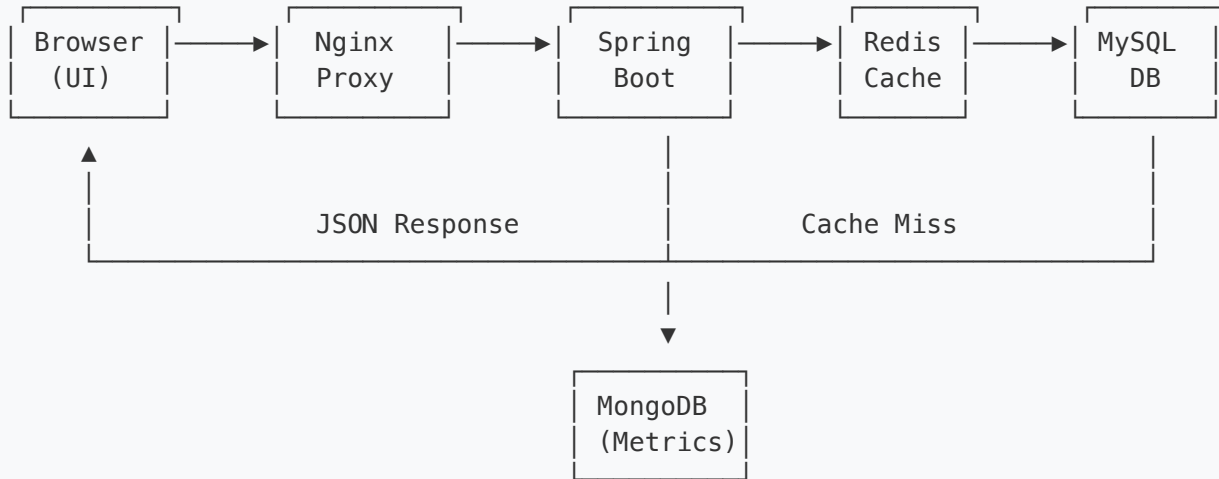 Browser Nginx Spring Redis MySQL
(UI) Proxy Boot Cache DB
JSON Response Cache Miss
MongoDB
(Metrics)